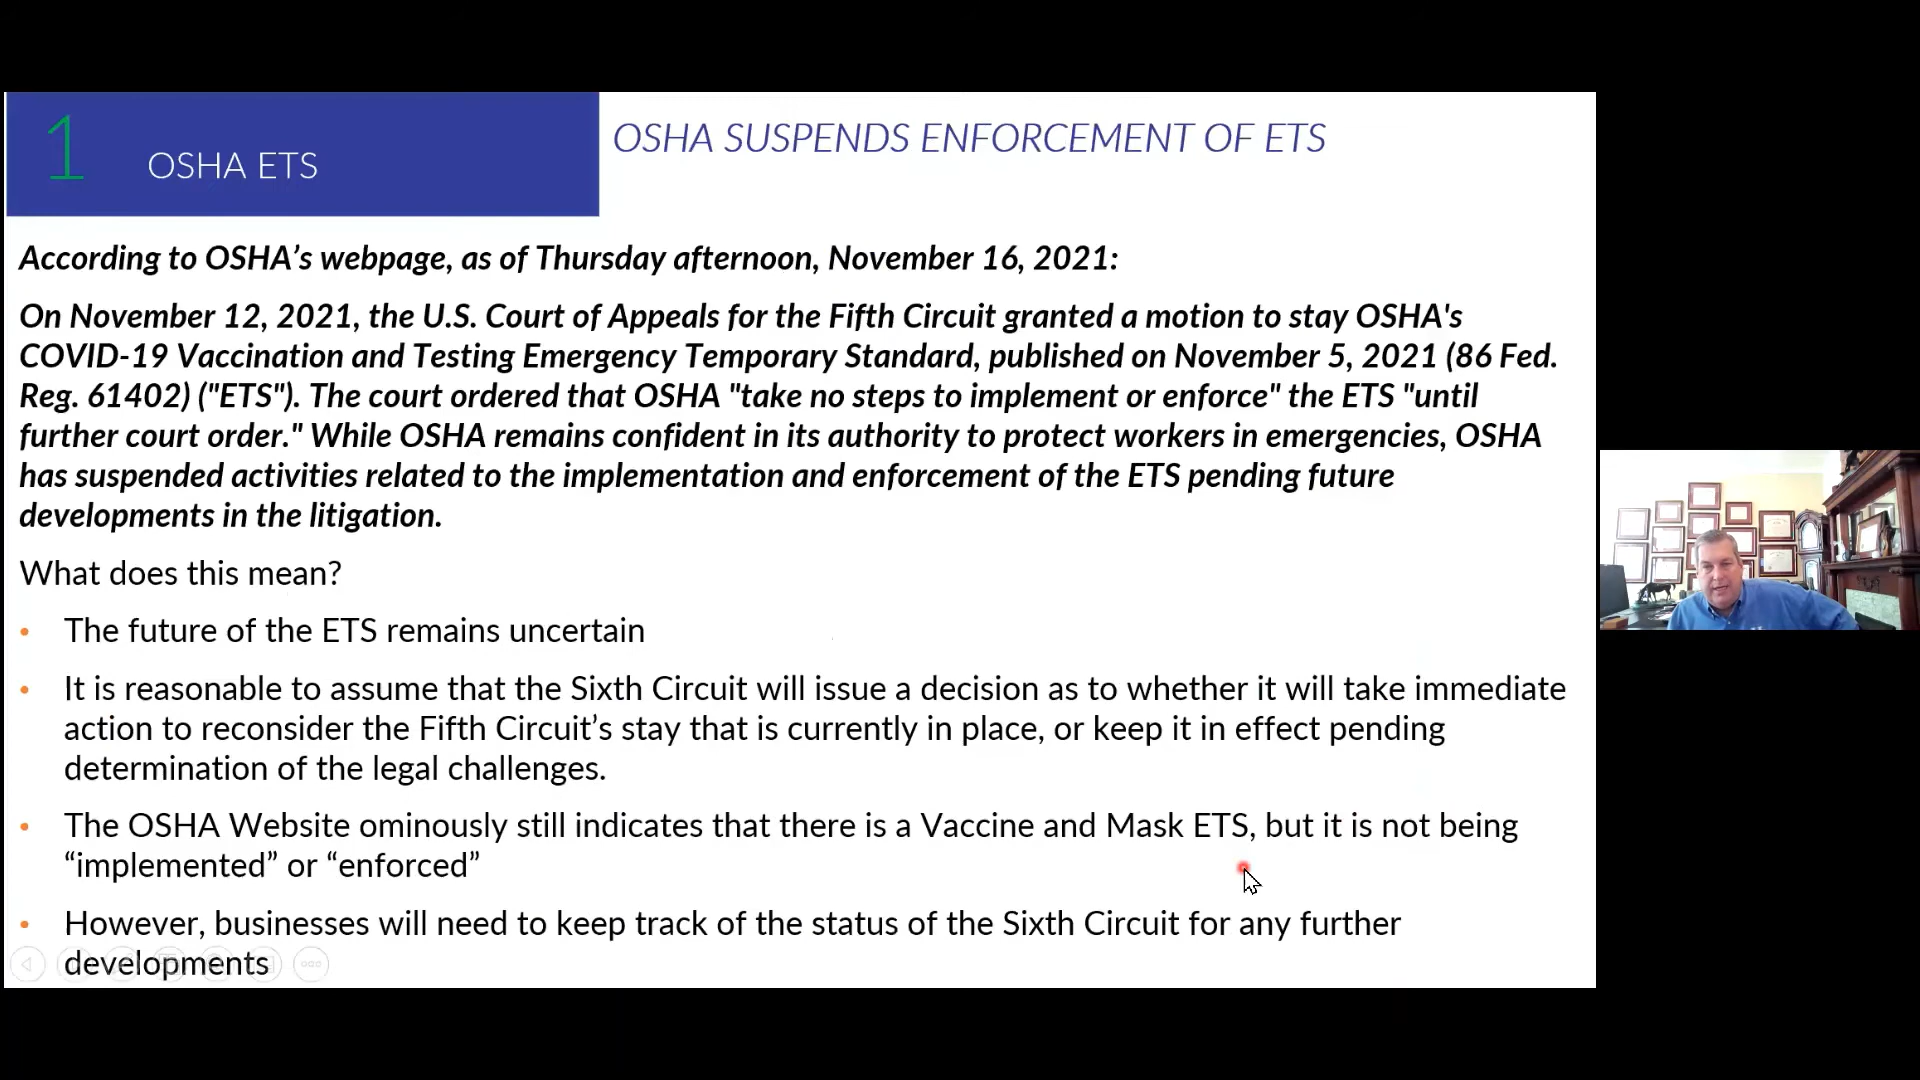 1
OSHA ETS
OSHA SUSPENDS ENFORCEMENT OF ETS
According to OSHA’s webpage, as of Thursday afternoon, November 16, 2021:
On November 12, 2021, the U.S. Court of Appeals for the Fifth Circuit granted a motion to stay OSHA's
COVID-19 Vaccination and Testing Emergency Temporary Standard, published on November 5, 2021 (86 Fed.
Reg. 61402) ("ETS"). The court ordered that OSHA "take no steps to implement or enforce" the ETS "until
further court order." While OSHA remains confident in its authority to protect workers in emergencies, OSHA
has suspended activities related to the implementation and enforcement of the ETS pending future
developments in the litigation.
What does this mean?
• The future of the ETS remains uncertain
• It is reasonable to assume that the Sixth Circuit will issue a decision as to whether it will take immediate
action to reconsider the Fifth Circuit’s stay that is currently in place, or keep it in effect pending
determination of the legal challenges.
• The OSHA Website ominously still indicates that there is a Vaccine and Mask ETS, but it is not being
“implemented” or “enforced”
• However, businesses will need to keep track of the status of the Sixth Circuit for any further
developments